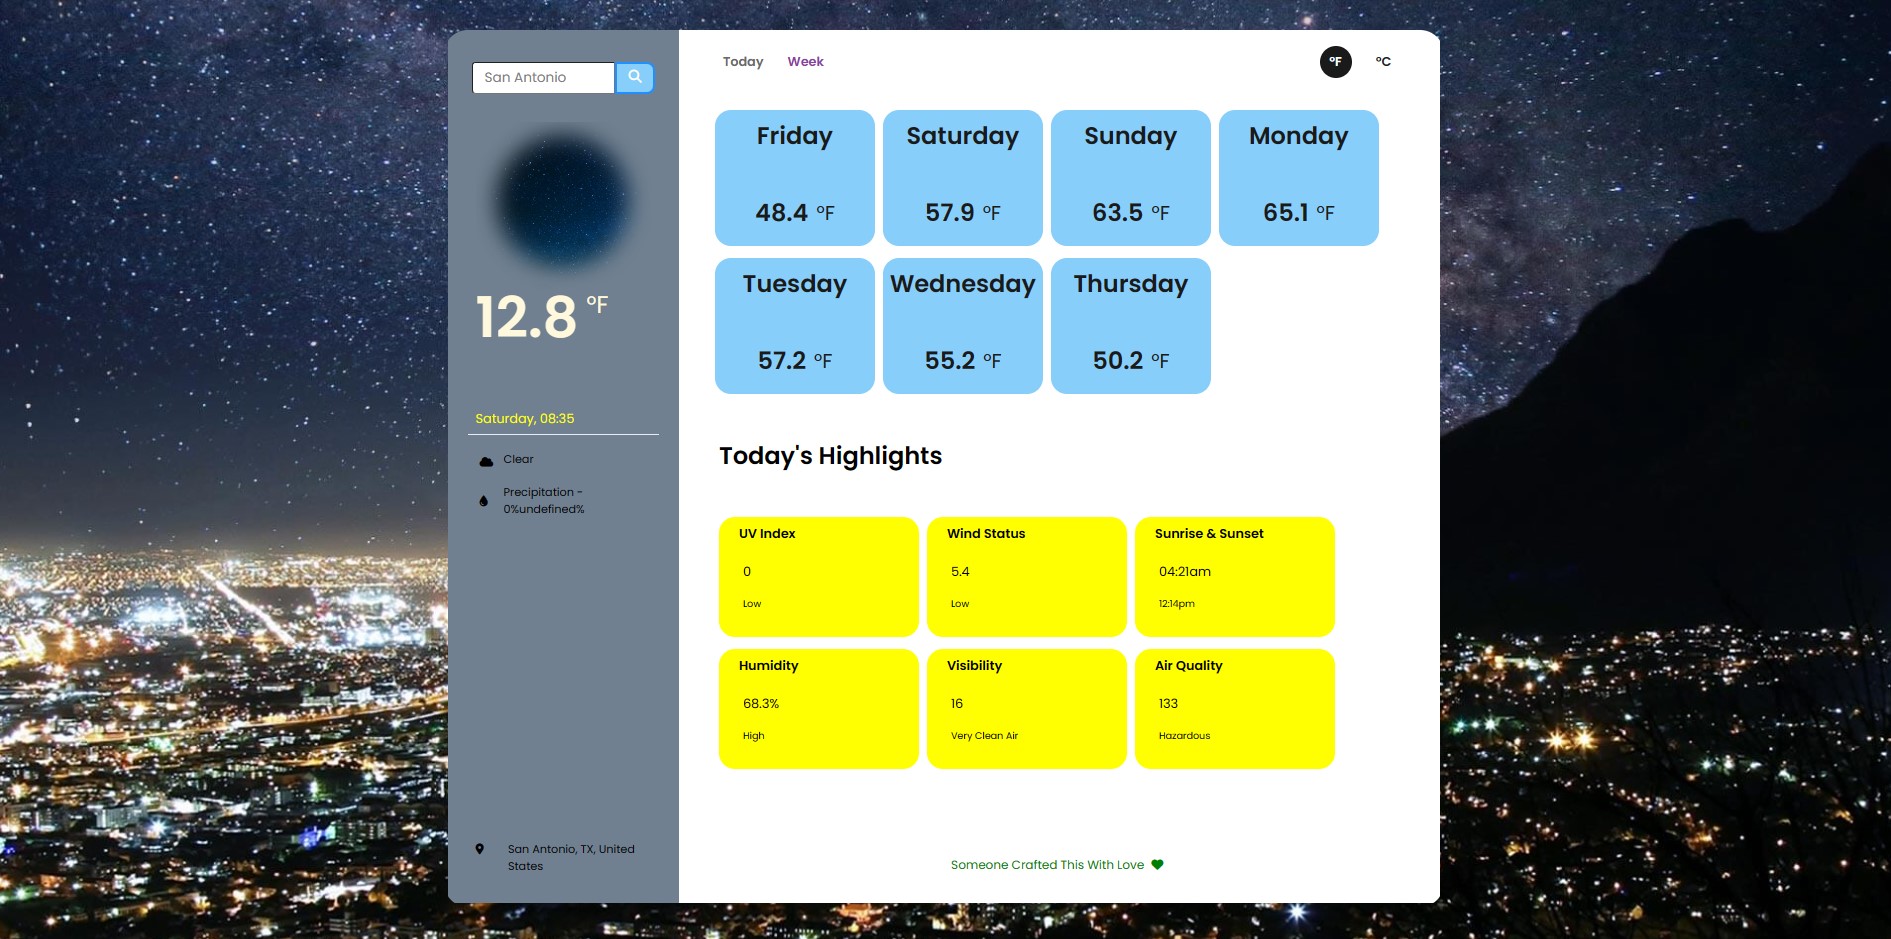 San Antonio
12.8 °F
Saturday, 08:35
Clear
Precipitation -
0%undefined%
San Antonio, TX, United
States
Today Week
°F °C
Friday Saturday Sunday Monday
48.4 °F 57.9 °F 63.5 °F 65.1 °F
Tuesday Wednesday Thursday
57.2 °F 55.2 °F 50.2 °F
Today's Highlights
UV Index Wind Status Sunrise & Sunset
0 5.4 04:21am
Low Low 12:14pm
Humidity Visibility Air Quality
68.3% 16 133
High Very Clean Air Hazardous
Someone Crafted This With Love